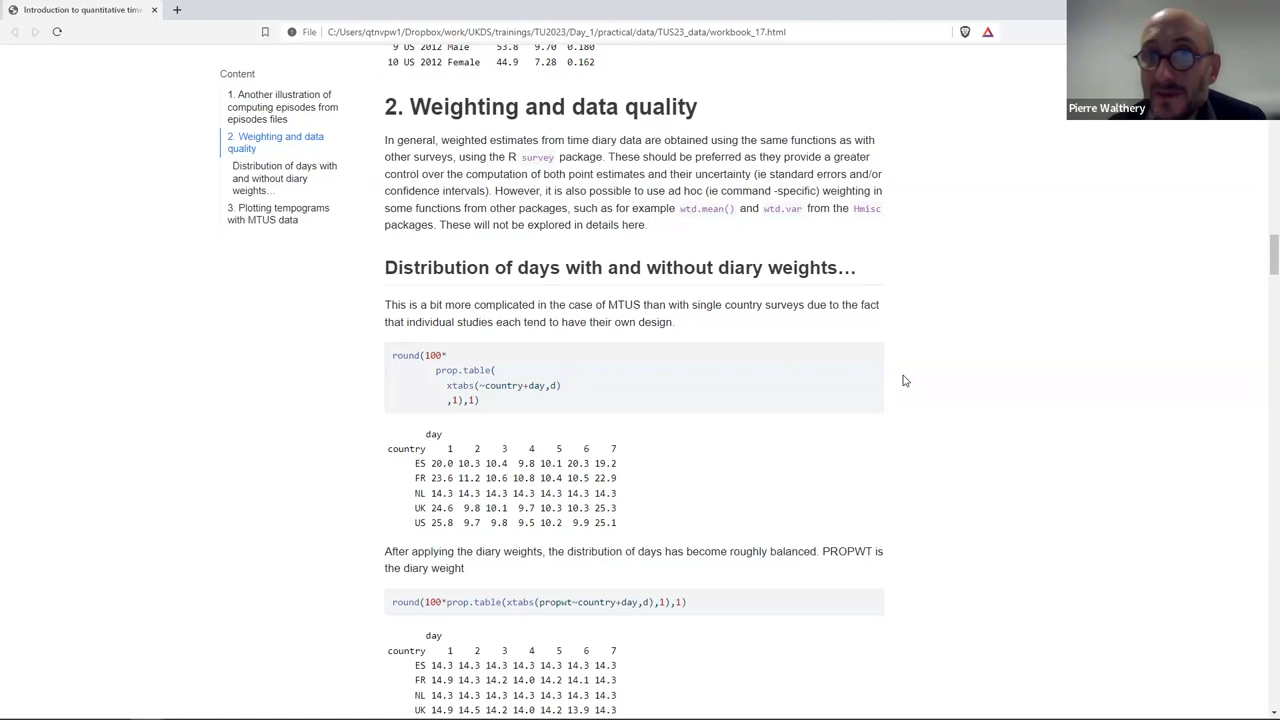 Introduction to quantitative tim
File
C:/Users/qtnvpw1/Dropbox/work/UKDS/trainings/TU2023/Day_1/practical/data/TUS23_data/workbook_17.html
Pierre Walthery
Content
1. Another illustration of
computing episodes from
episodes files
2. Weighting and data
quality
Distribution of days with
and without diary
weights…
3. Plotting tempograms
with MTUS data
9 US 2012 Male 53.8 9.70 0.180
10 US 2012 Female 44.9 7.28 0.162
2. Weighting and data quality
In general, weighted estimates from time diary data are obtained using the same functions as with
other surveys, using the R survey package. These should be preferred as they provide a greater
control over the computation of both point estimates and their uncertainty (ie standard errors and/or
confidence intervals). However, it is also possible to use ad hoc (ie command -specific) weighting in
some functions from other packages, such as for example wtd.mean() and wtd.var from the Hmisc
packages. These will not be explored in details here.
Distribution of days with and without diary weights…
This is a bit more complicated in the case of MTUS than with single country surveys due to the fact
that individual studies each tend to have their own design.
round(100*
prop.table(
xtabs(~country+day,d)
,1),1)
day
country 1 2 3 4 5 6 7
ES 20.0 10.3 10.4 9.8 10.1 20.3 19.2
FR 23.6 11.2 10.6 10.8 10.4 10.5 22.9
NL 14.3 14.3 14.3 14.3 14.3 14.3 14.3
UK 24.6 9.8 10.1 9.7 10.3 10.3 25.3
US 25.8 9.7 9.8 9.5 10.2 9.9 25.1
After applying the diary weights, the distribution of days has become roughly balanced. PROPWT is
the diary weight
round(100*prop.table(xtabs(propwt~country+day,d),1),1)
day
country 1 2 3 4 5 6 7
ES 14.3 14.3 14.3 14.3 14.3 14.3 14.3
FR 14.9 14.3 14.2 14.0 14.2 14.1 14.3
NL 14.3 14.3 14.3 14.3 14.3 14.3 14.3
UK 14.9 14.5 14.2 14.0 14.2 13.9 14.3